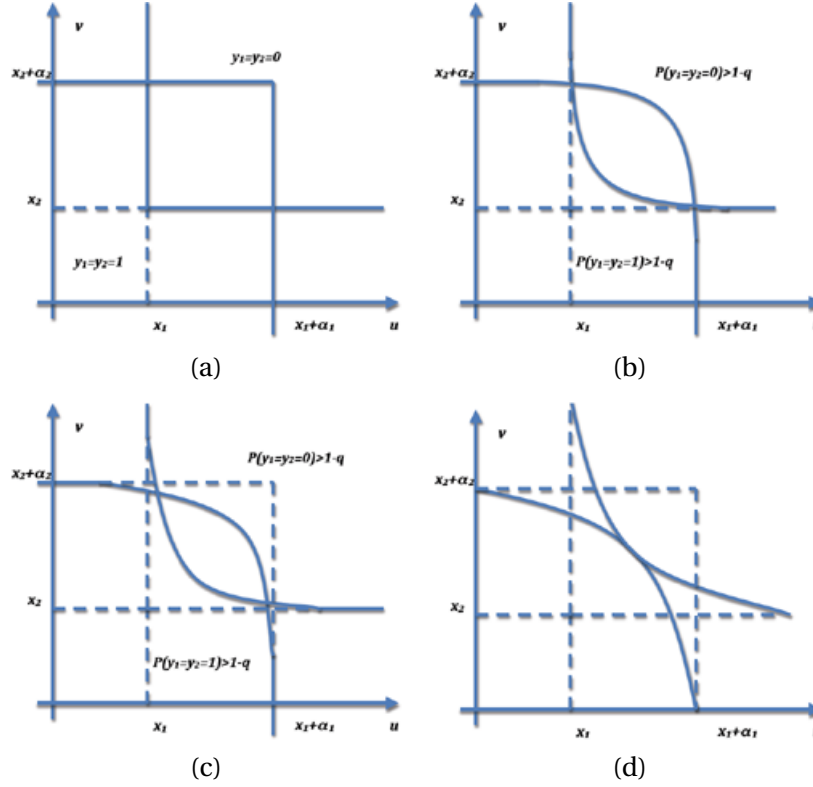 v
x₂+α₂
y₁=y₂=0
x₂
y₁=y₂=1
x₁
x₁+α₁
u
(a)
v
x₂+α₂
P(y₁=y₂=0)>1-q
x₂
P(y₁=y₂=1)>1-q
x₁
x₁+α₁
(b)
v
P(y₁=y₂=0)>1-q
x₂+α₂
x₂
P(y₁=y₂=1)>1-q
x₁
x₁+α₁
u
(c)
v
x₂+α₂
x₂
x₁
x₁+α₁
(d)